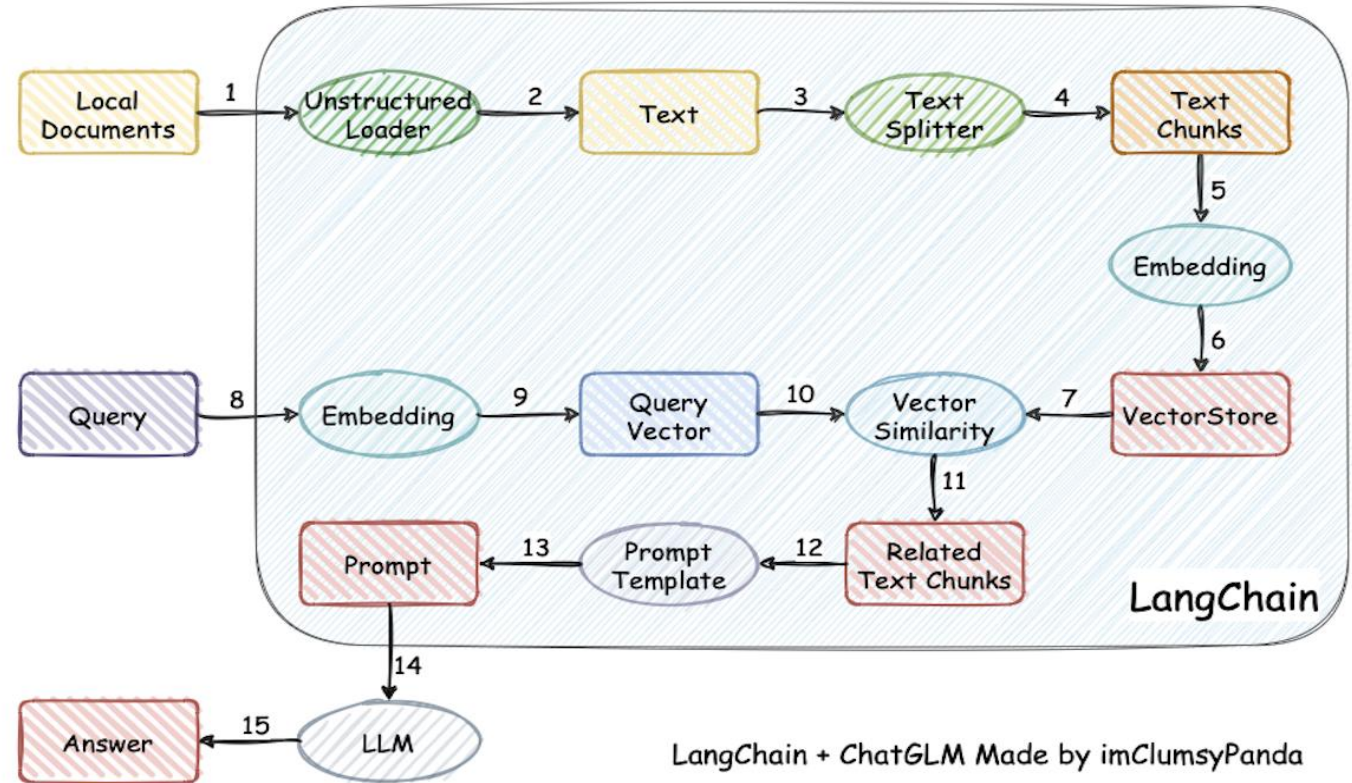 Local
Documents
1
Unstructured
Loader
2
Text
3
Text
Splitter
4
Text
Chunks
5
Embedding
6
Query
8
Embedding
9
Query
Vector
10
Vector
Similarity
7
VectorStore
11
Prompt
13
Prompt
Template
12
Related
Text Chunks
LangChain
14
Answer
15
LLM
LangChain + ChatGLM Made by imClumsyPanda